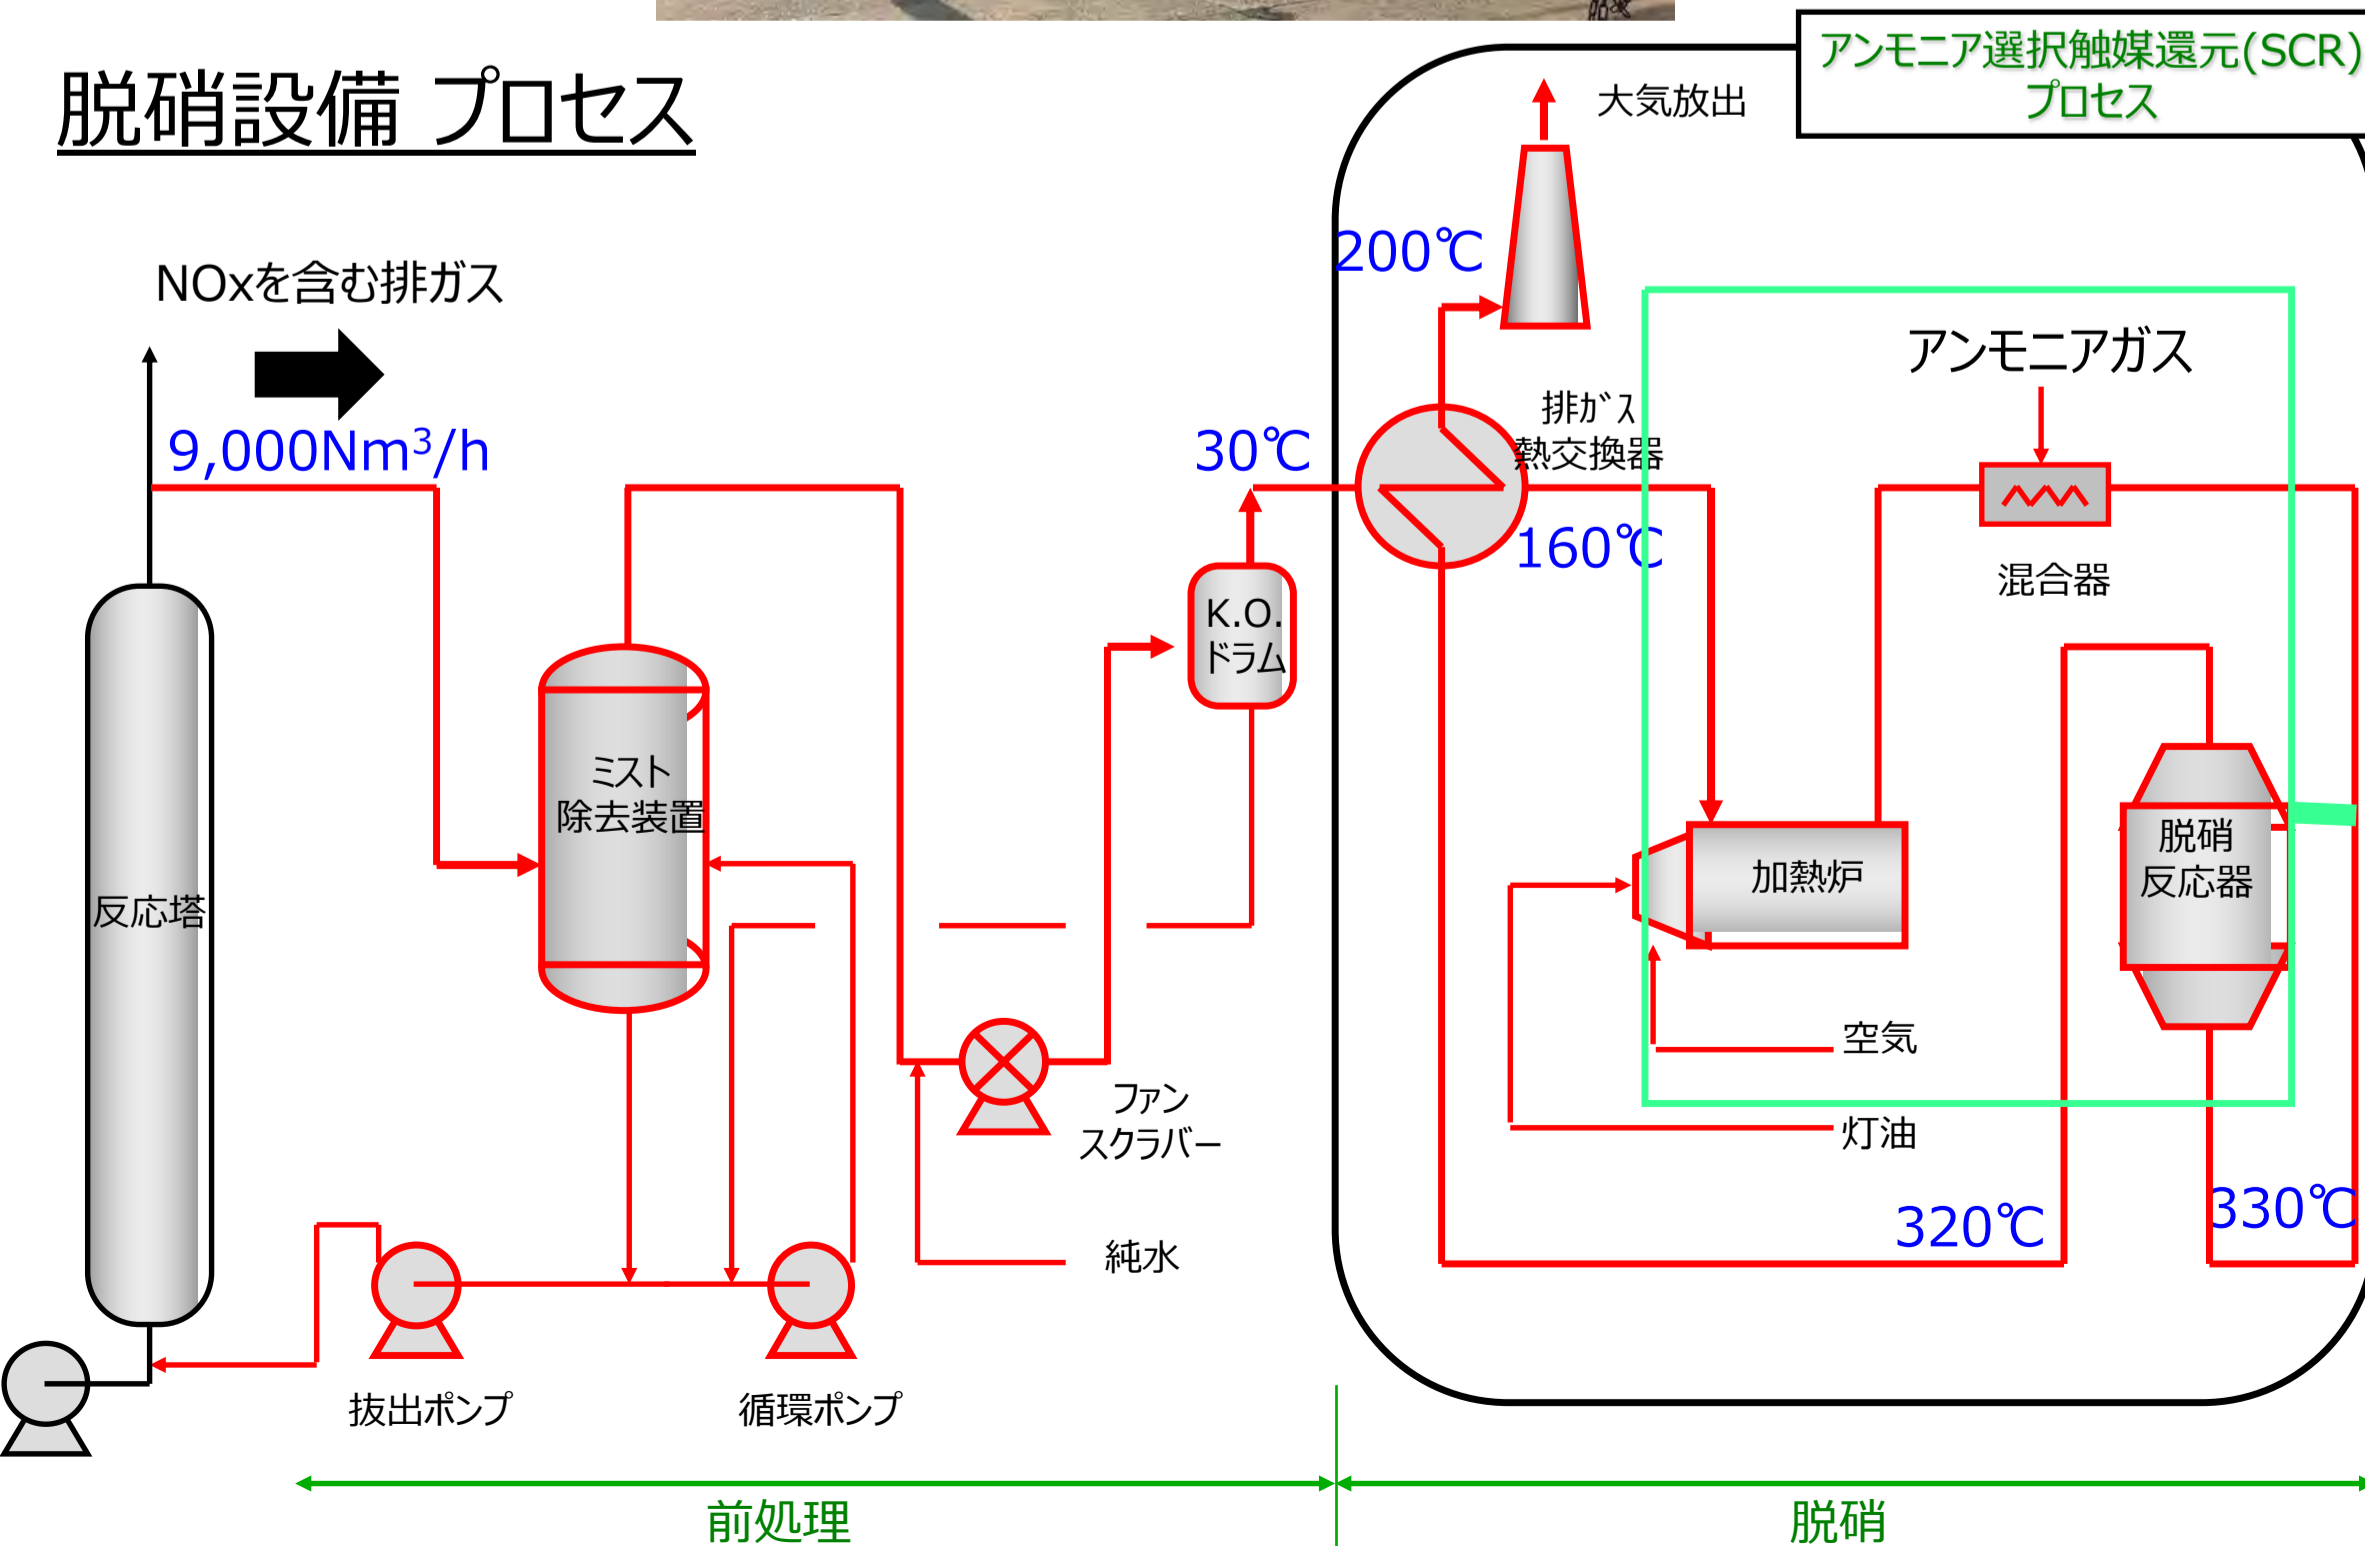 脱硝設備 プロセス
アンモニア選択触媒還元(SCR)
プロセス
大気放出
NOxを含む排ガス
9,000Nm³/h
200℃
アンモニアガス
30℃
排ｶﾞｽ
熱交換器
160℃
混合器
K.O.
ドラム
ミスト
除去装置
反応塔
加熱炉
脱硝
反応器
空気
灯油
ファン
スクラバー
純水
320℃
330℃
抜出ポンプ
循環ポンプ
前処理
脱硝